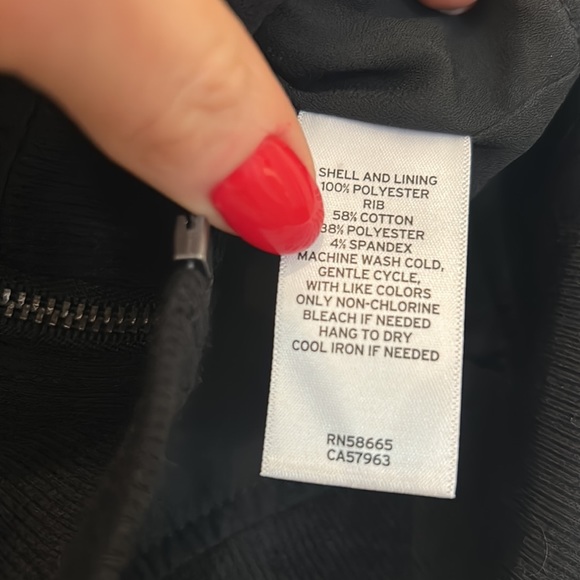 SHELL AND LINING
100% POLYESTER
RIB
58% COTTON
38% POLYESTER
4% SPANDEX
MACHINE WASH COLD,
GENTLE CYCLE,
WITH LIKE COLORS
ONLY NON-CHLORINE
BLEACH IF NEEDED
HANG TO DRY
COOL IRON IF NEEDED
RN58665
CA57963